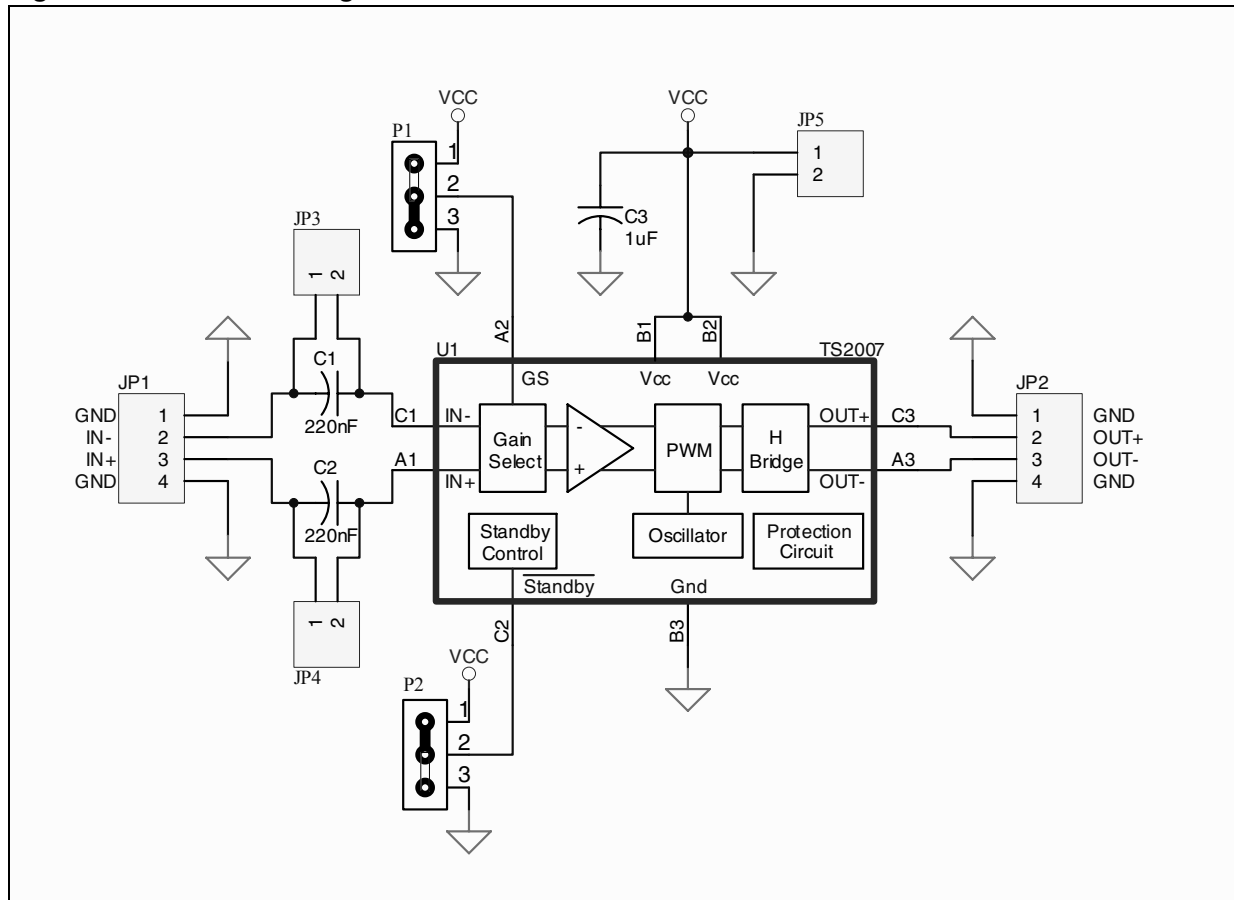 VCC
VCC
P1
JP5
1
1
2
2
3
C3
1uF
JP3
1
2
A2
B1
B2
U1
TS2007
C1
JP1
GS
Vcc
Vcc
JP2
GND
1
220nF
C1
IN-
OUT+
C3
1
GND
IN-
2
Gain
Select
-
+
PWM
H
Bridge
2
OUT+
IN+
3
C2
A1
IN+
OUT-
A3
3
OUT-
GND
4
4
GND
220nF
Standby
Control
Oscillator
Protection
Circuit
Standby
Gnd
1
2
C2
B3
JP4
VCC
P2
1
2
3